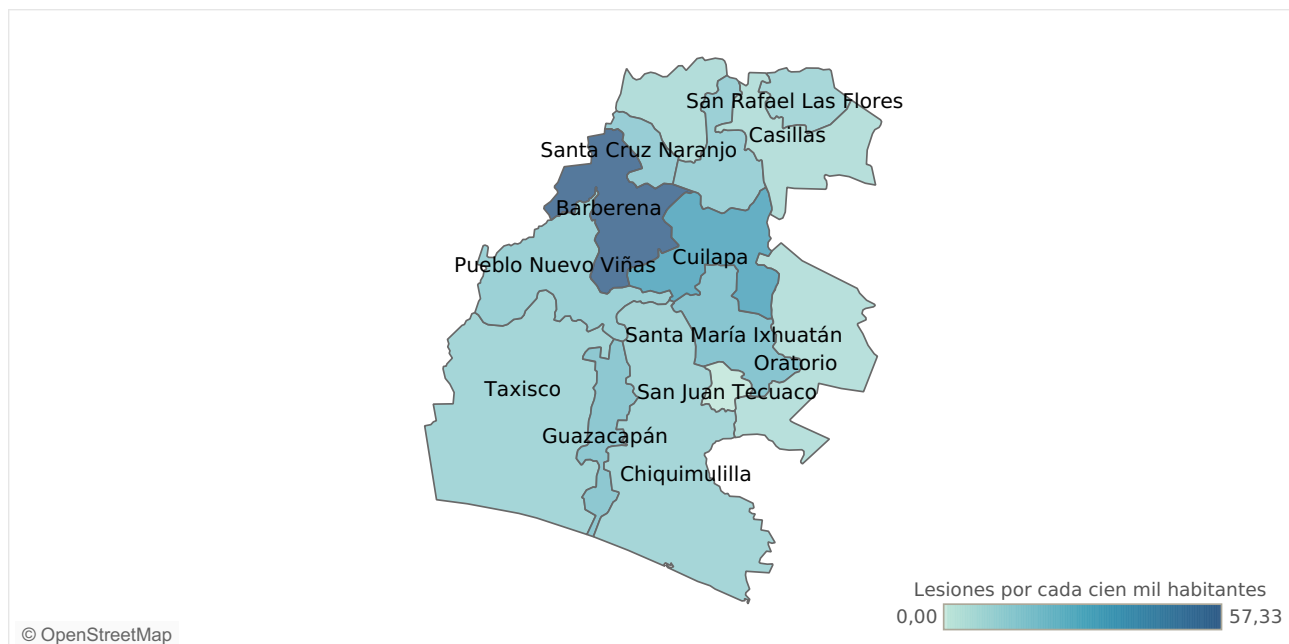 San Rafael Las Flores
Casillas
Santa Cruz Naranjo
Barberena
Cuilapa
Pueblo Nuevo Viñas
Santa María Ixhuatán
Oratorio
Taxisco
San Juan Tecuaco
Guazacapán
Chiquimulilla
Lesiones por cada cien mil habitantes
0,00
57,33
© OpenStreetMap